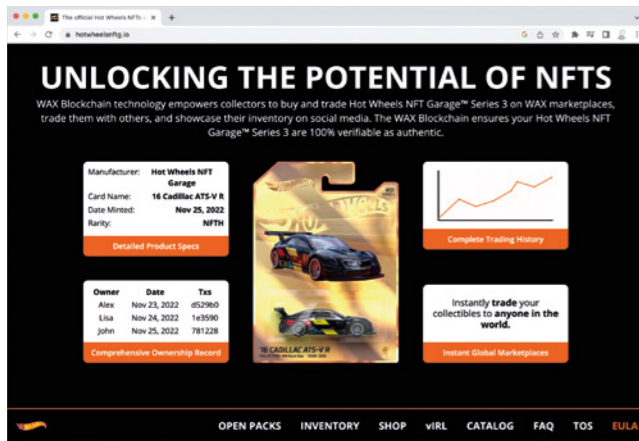 The official Hot Wheels NFTs
hotwheelsnftg.io
UNLOCKING THE POTENTIAL OF NFTS
WAX Blockchain technology empowers collectors to buy and trade Hot Wheels NFT Garage™ Series 3 on WAX marketplaces,
trade them with others, and showcase their inventory on social media. The WAX Blockchain ensures your Hot Wheels NFT
Garage™ Series 3 are 100% verifiable as authentic.
Manufacturer: Hot Wheels NFT
Garage
Card Name: 16 Cadillac ATS-V R
Date Minted: Nov 25, 2022
Rarity: NFTH
Detailed Product Specs
Owner Date Txs
Alex Nov 23, 2022 d529b0
Lisa Nov 24, 2022 1e3590
John Nov 25, 2022 781228
Comprehensive Ownership Record
'16 CADILLAC ATS-V R
Complete Trading History
Instantly trade your
collectibles to anyone in the
world.
Instant Global Marketplaces
OPEN PACKS INVENTORY SHOP vIRL CATALOG FAQ TOS EULA